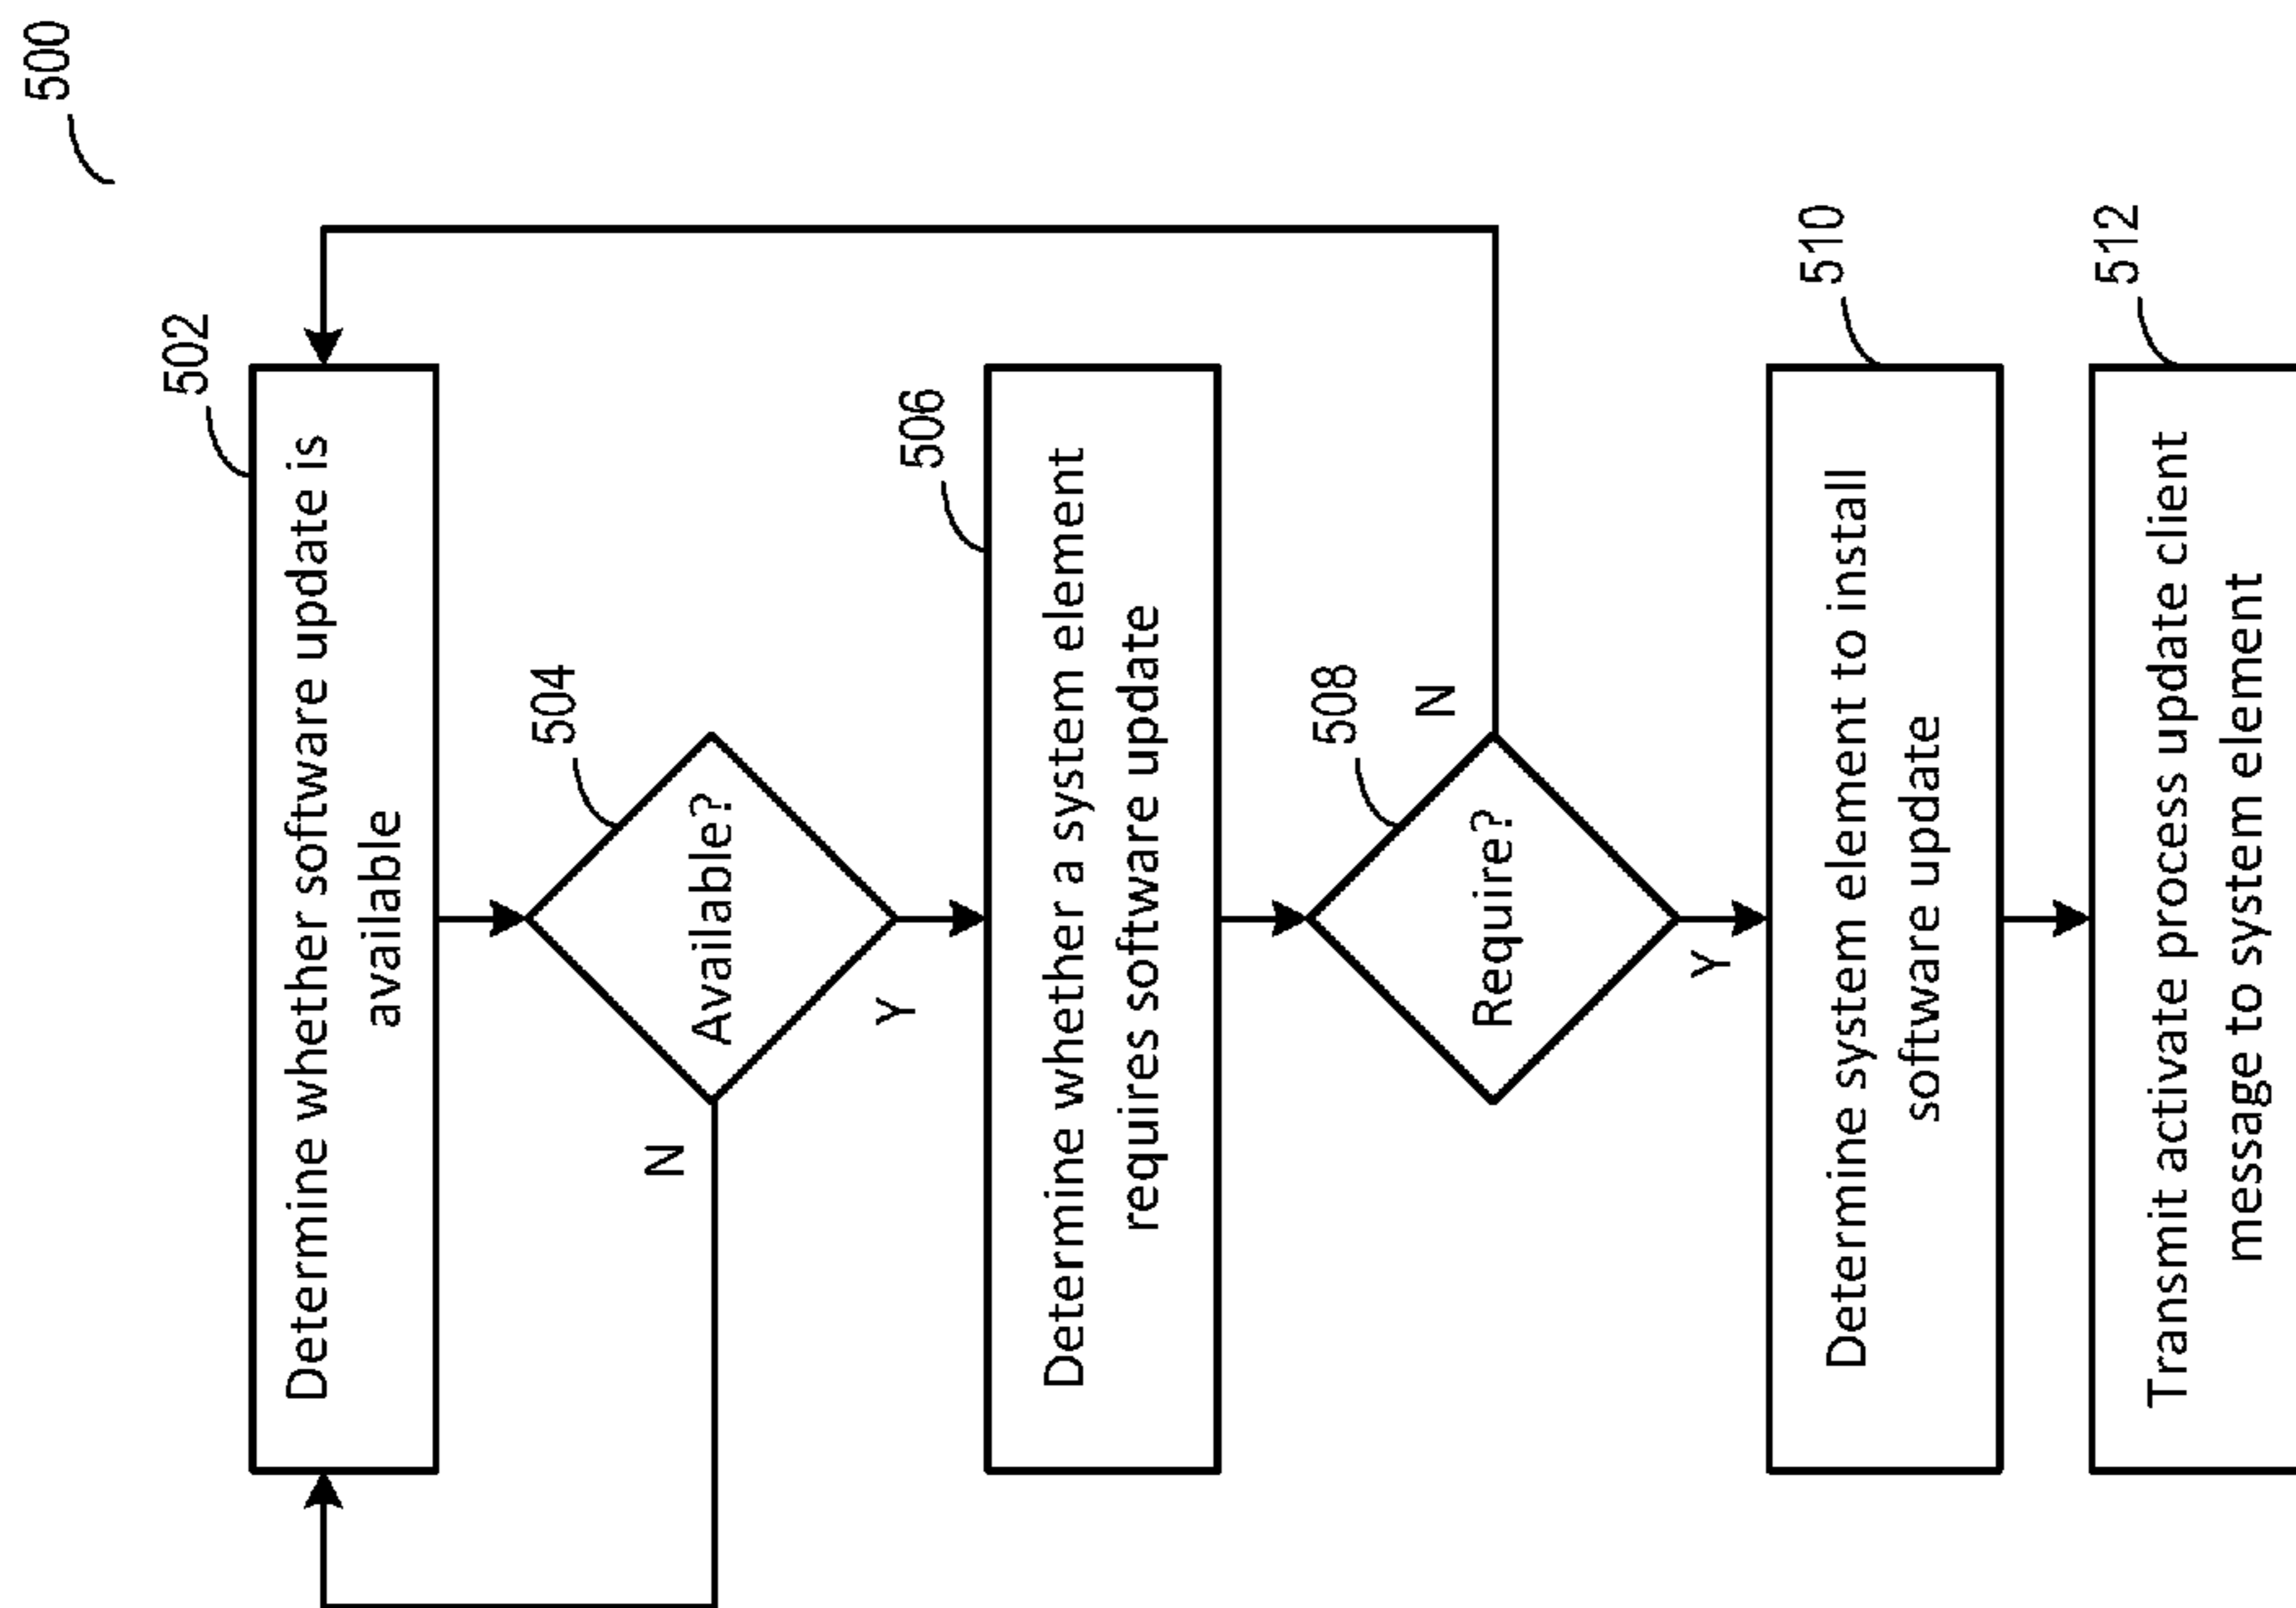 500
502
Determine whether software update is
available
504
Available?
N
Y
506
Determine whether a system element
requires software update
508
Require?
N
Y
510
Determine system element to install
software update
512
Transmit activate process update client
message to system element